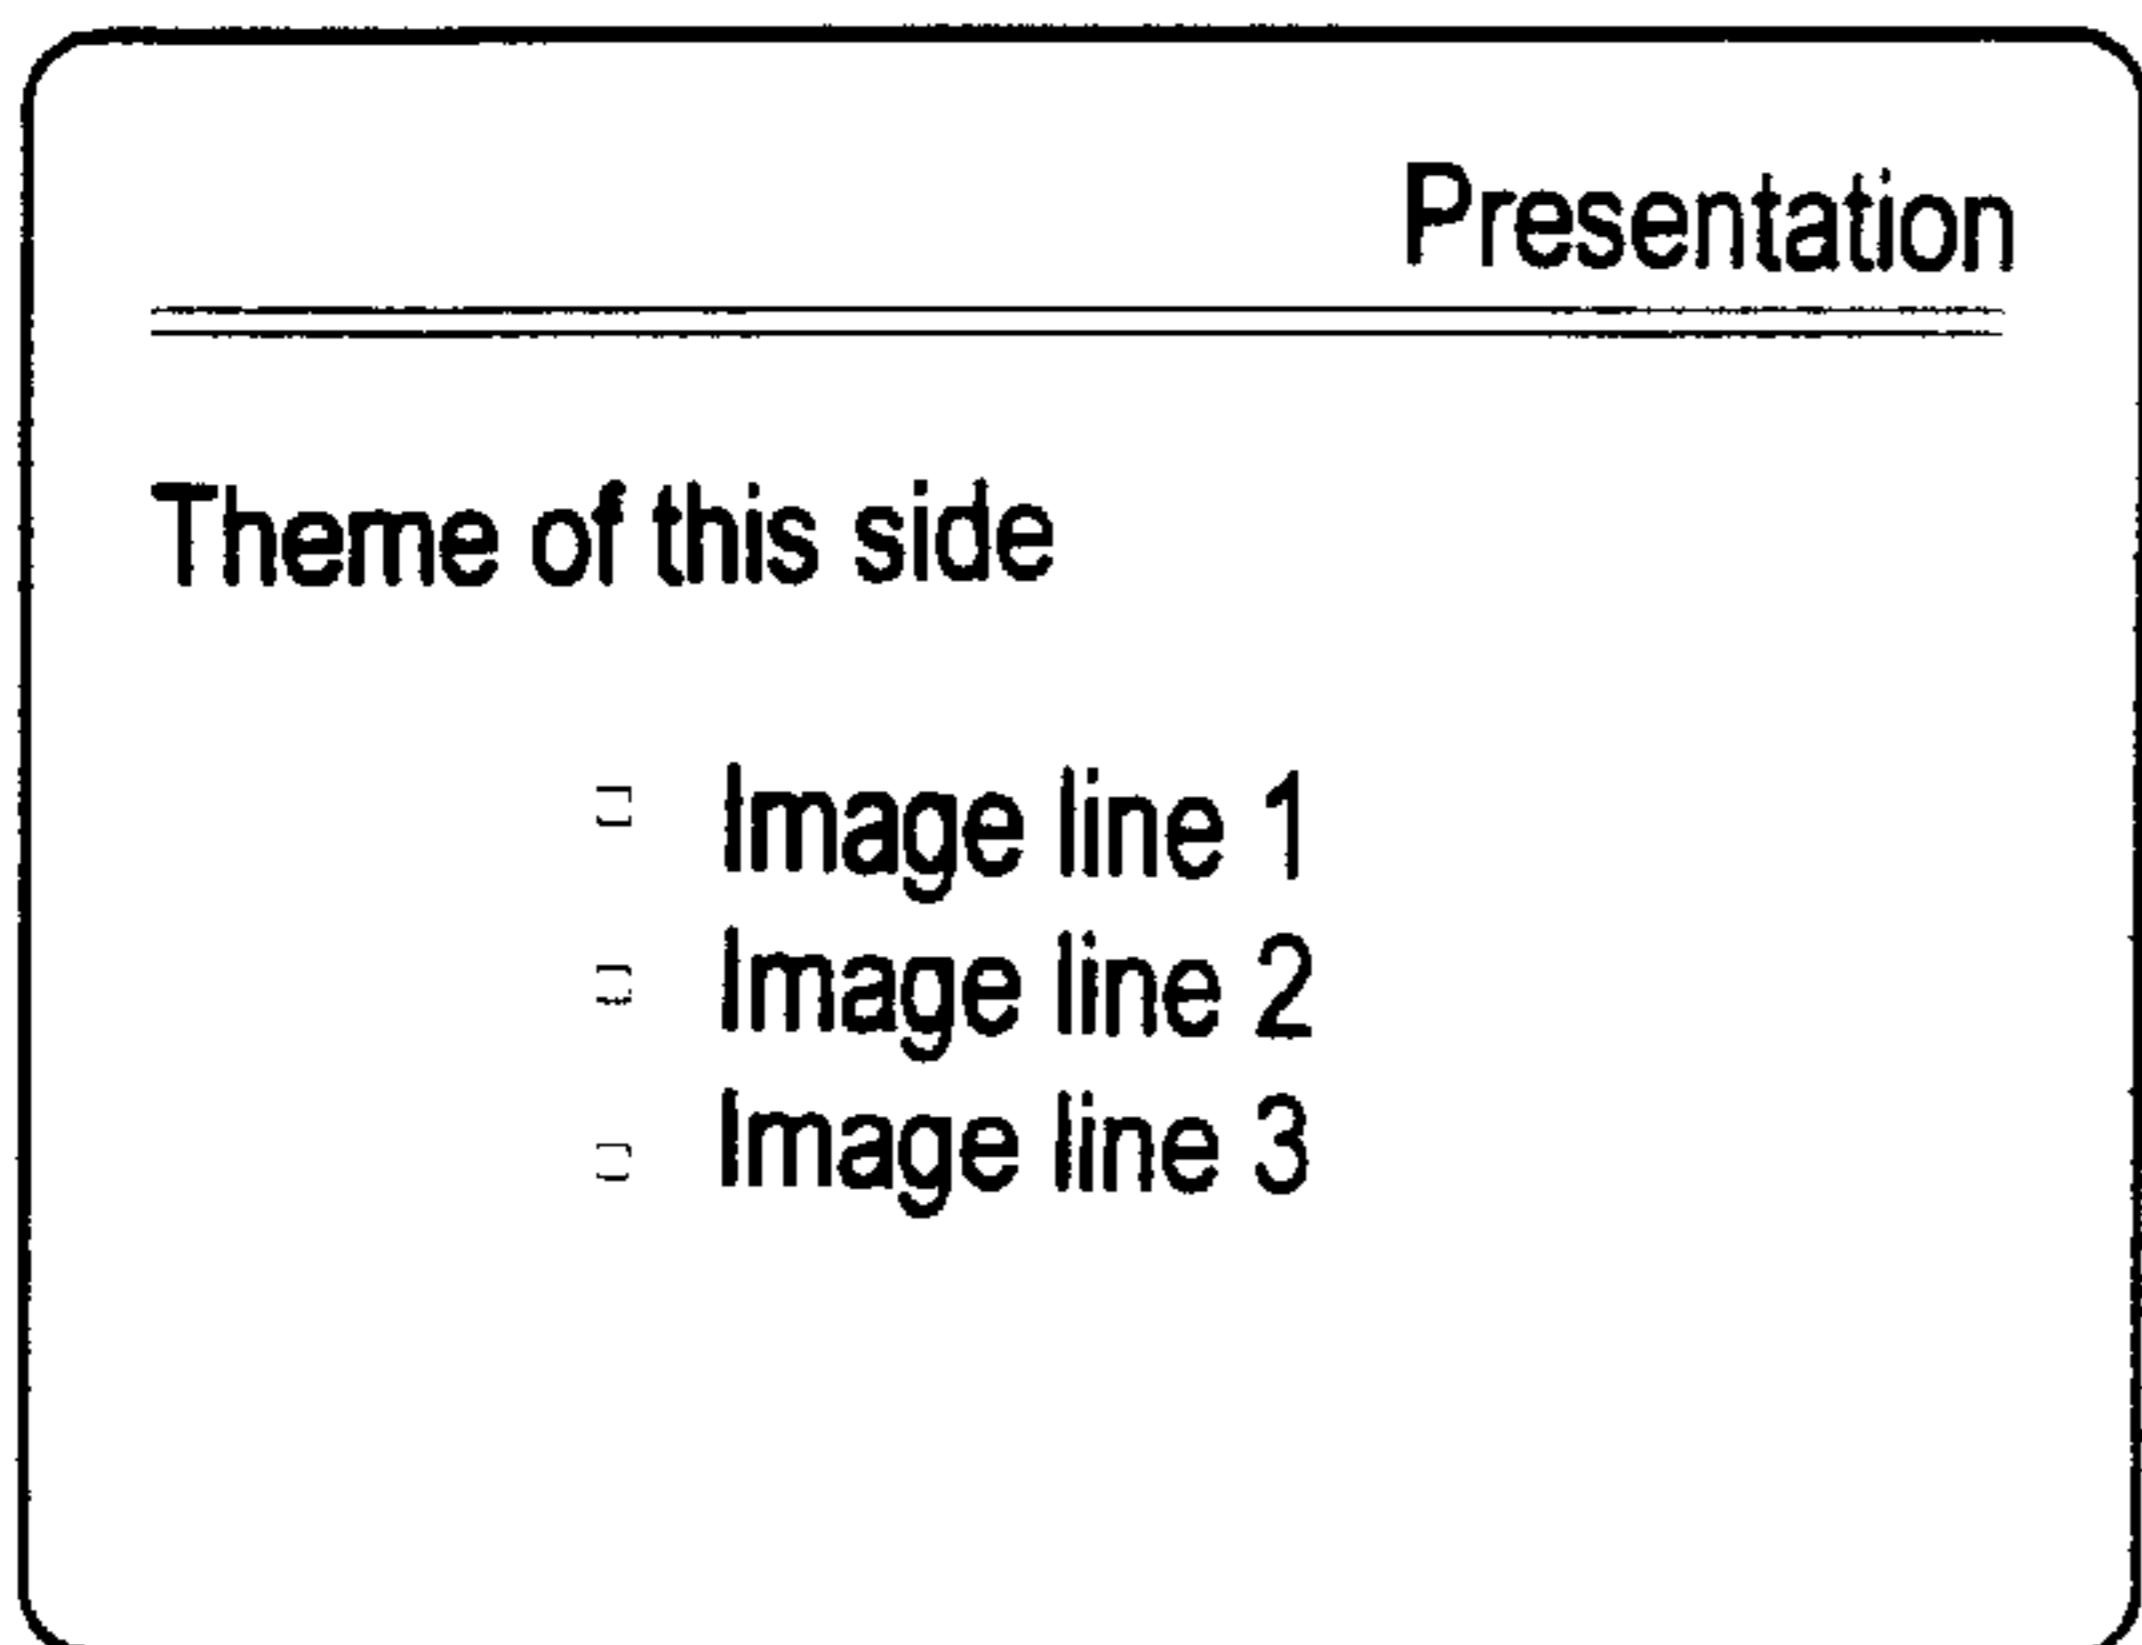 Presentation
Theme of this side
Image line 1
Image line 2
Image line 3